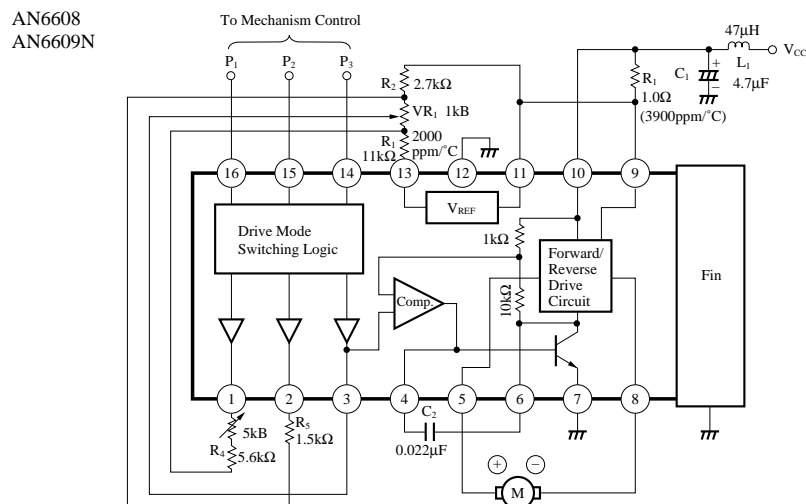 AN6608
AN6609N
To Mechanism Control
P1 P2 P3
R2 2.7kΩ
VR1 1kB
R1 11kΩ
2000 ppm/°C
47μH
L1
VCC
C1 + −
4.7μF
R1
1.0Ω
(3900ppm/°C)
16 15 14 13 12 11 10 9
VREF
Drive Mode
Switching Logic
1kΩ
10kΩ
Comp.
Forward/
Reverse
Drive
Circuit
Fin
1 2 3 4 5 6 7 8
5kB
R4
5.6kΩ
R5
1.5kΩ
C2
0.022μF
+ −
M